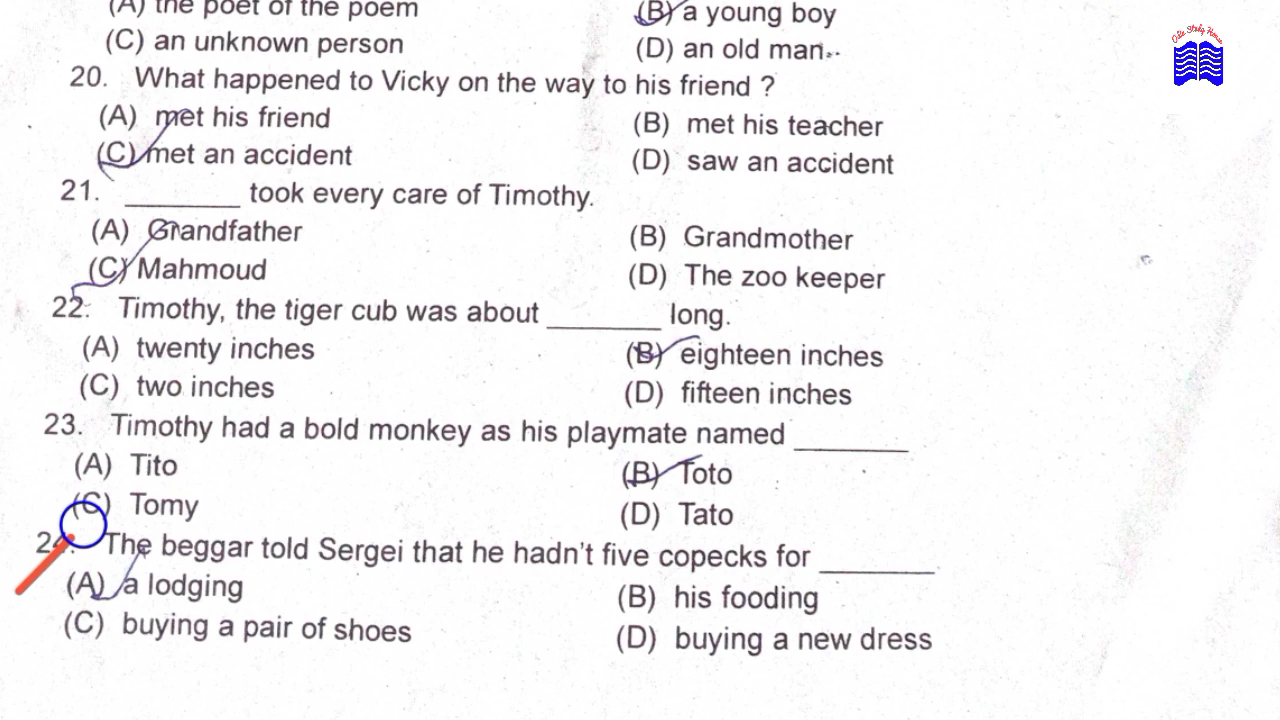 (A) the poet of the poem (B) a young boy
(C) an unknown person (D) an old man
20. What happened to Vicky on the way to his friend ?
(A) met his friend (B) met his teacher
(C) met an accident (D) saw an accident
21. ________ took every care of Timothy.
(A) Grandfather (B) Grandmother
(C) Mahmoud (D) The zoo keeper
22. Timothy, the tiger cub was about ________ long.
(A) twenty inches (B) eighteen inches
(C) two inches (D) fifteen inches
23. Timothy had a bold monkey as his playmate named ________
(A) Tito (B) Toto
(C) Tomy (D) Tato
24. The beggar told Sergei that he hadn't five copecks for ________
(A) a lodging (B) his fooding
(C) buying a pair of shoes (D) buying a new dress